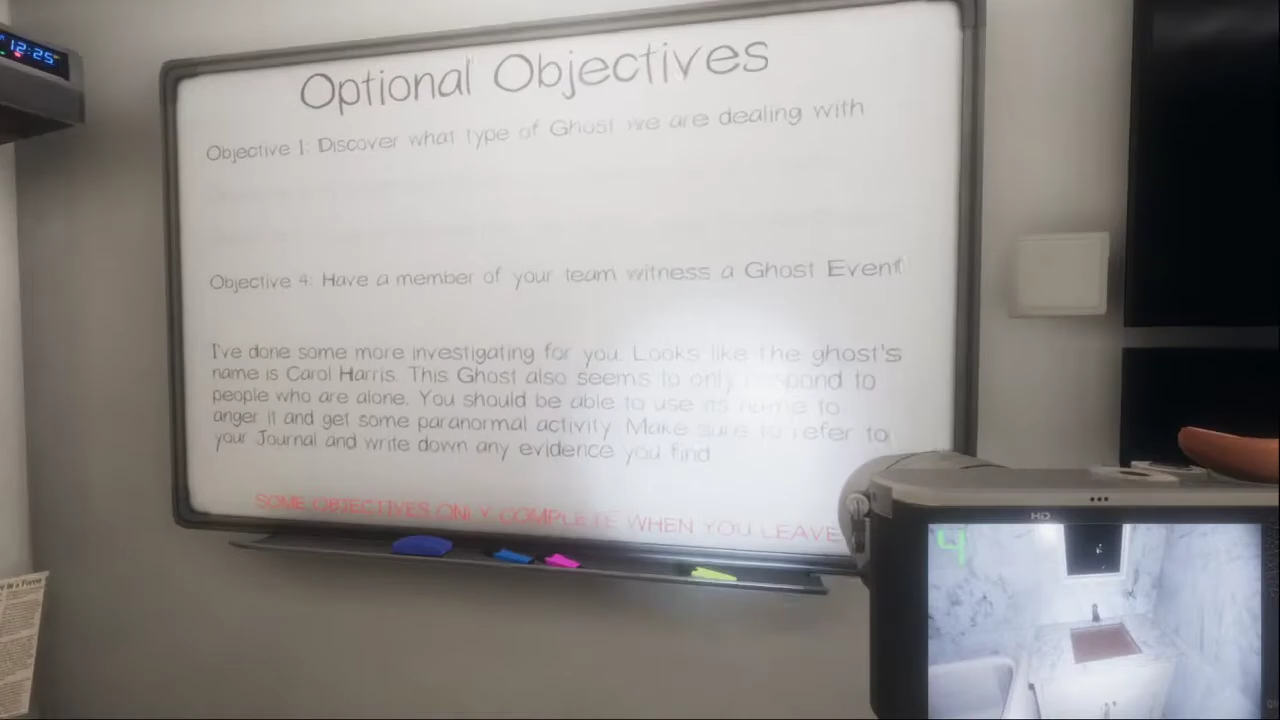 12:25
Optional Objectives
Objective 1: Discover what type of Ghost we are dealing with
Objective 4: Have a member of your team witness a Ghost Event
I've done some more investigating for you. Looks like the ghost's
name is Carol Harris. This Ghost also seems to only respond to
people who are alone. You should be able to use its name to
anger it and get some paranormal activity. Make sure to refer to
your Journal and write down any evidence you find
SOME OBJECTIVES ONLY COMPLETE WHEN YOU LEAVE
HD
4